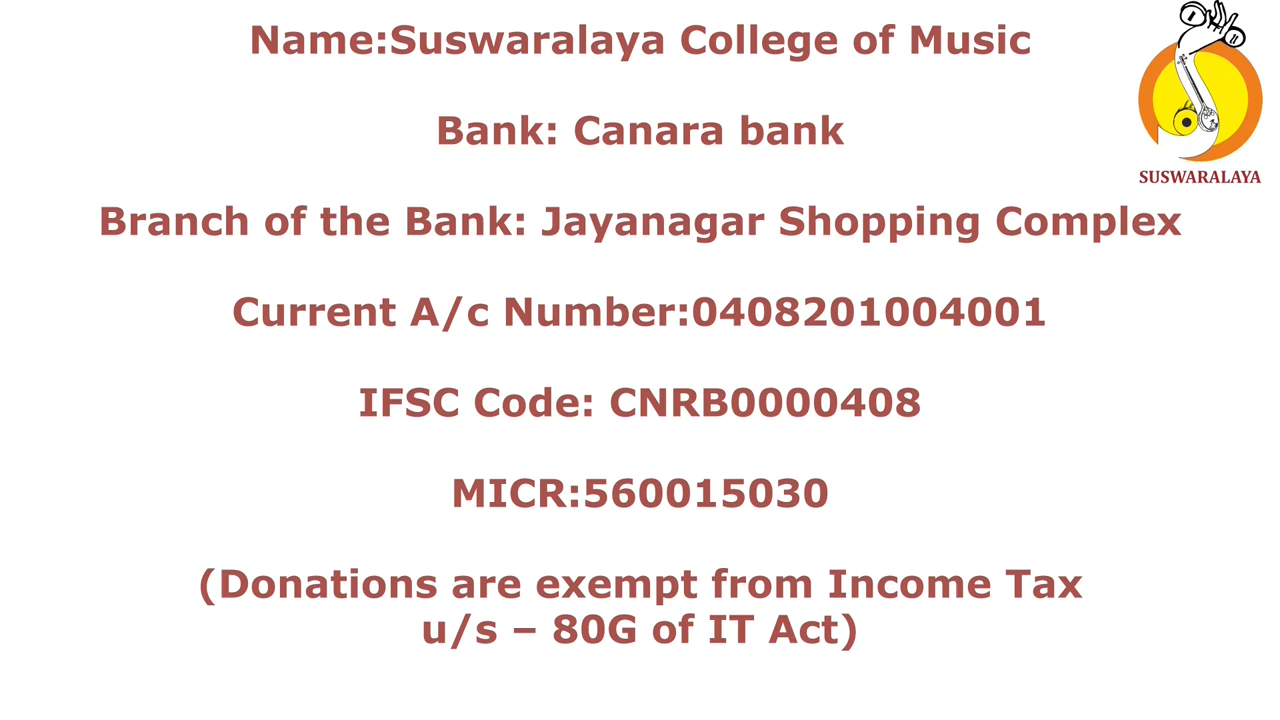 Name:Suswaralaya College of Music
SUSWARALAYA
Bank: Canara bank
Branch of the Bank: Jayanagar Shopping Complex
Current A/c Number:0408201004001
IFSC Code: CNRB0000408
MICR:560015030
(Donations are exempt from Income Tax
u/s – 80G of IT Act)